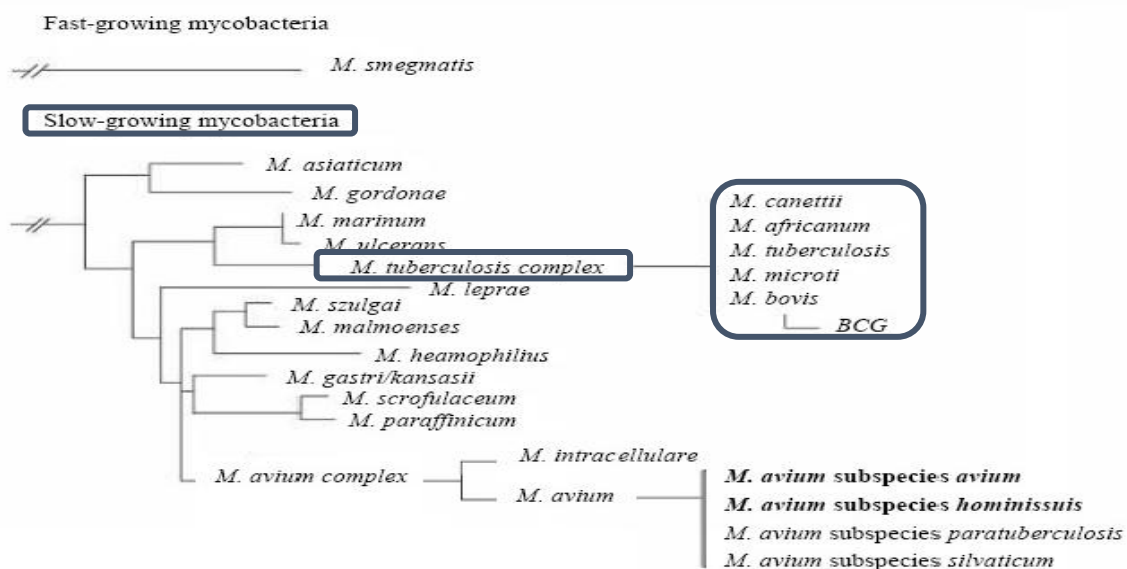 Fast-growing mycobacteria
M. smegmatis
Slow-growing mycobacteria
M. asiaticum
M. gordonae
M. marinum
M. ulcerans
M. tuberculosis complex
M. leprae
M. szulgai
M. malmoenses
M. heamophilius
M. gastri/kansasii
M. scrofulaceum
M. paraffinicum
M. avium complex
M. intracellulare
M. avium
M. canettii
M. africanum
M. tuberculosis
M. microti
M. bovis
BCG
M. avium subspecies avium
M. avium subspecies hominissuis
M. avium subspecies paratuberculosis
M. avium subspecies silvaticum